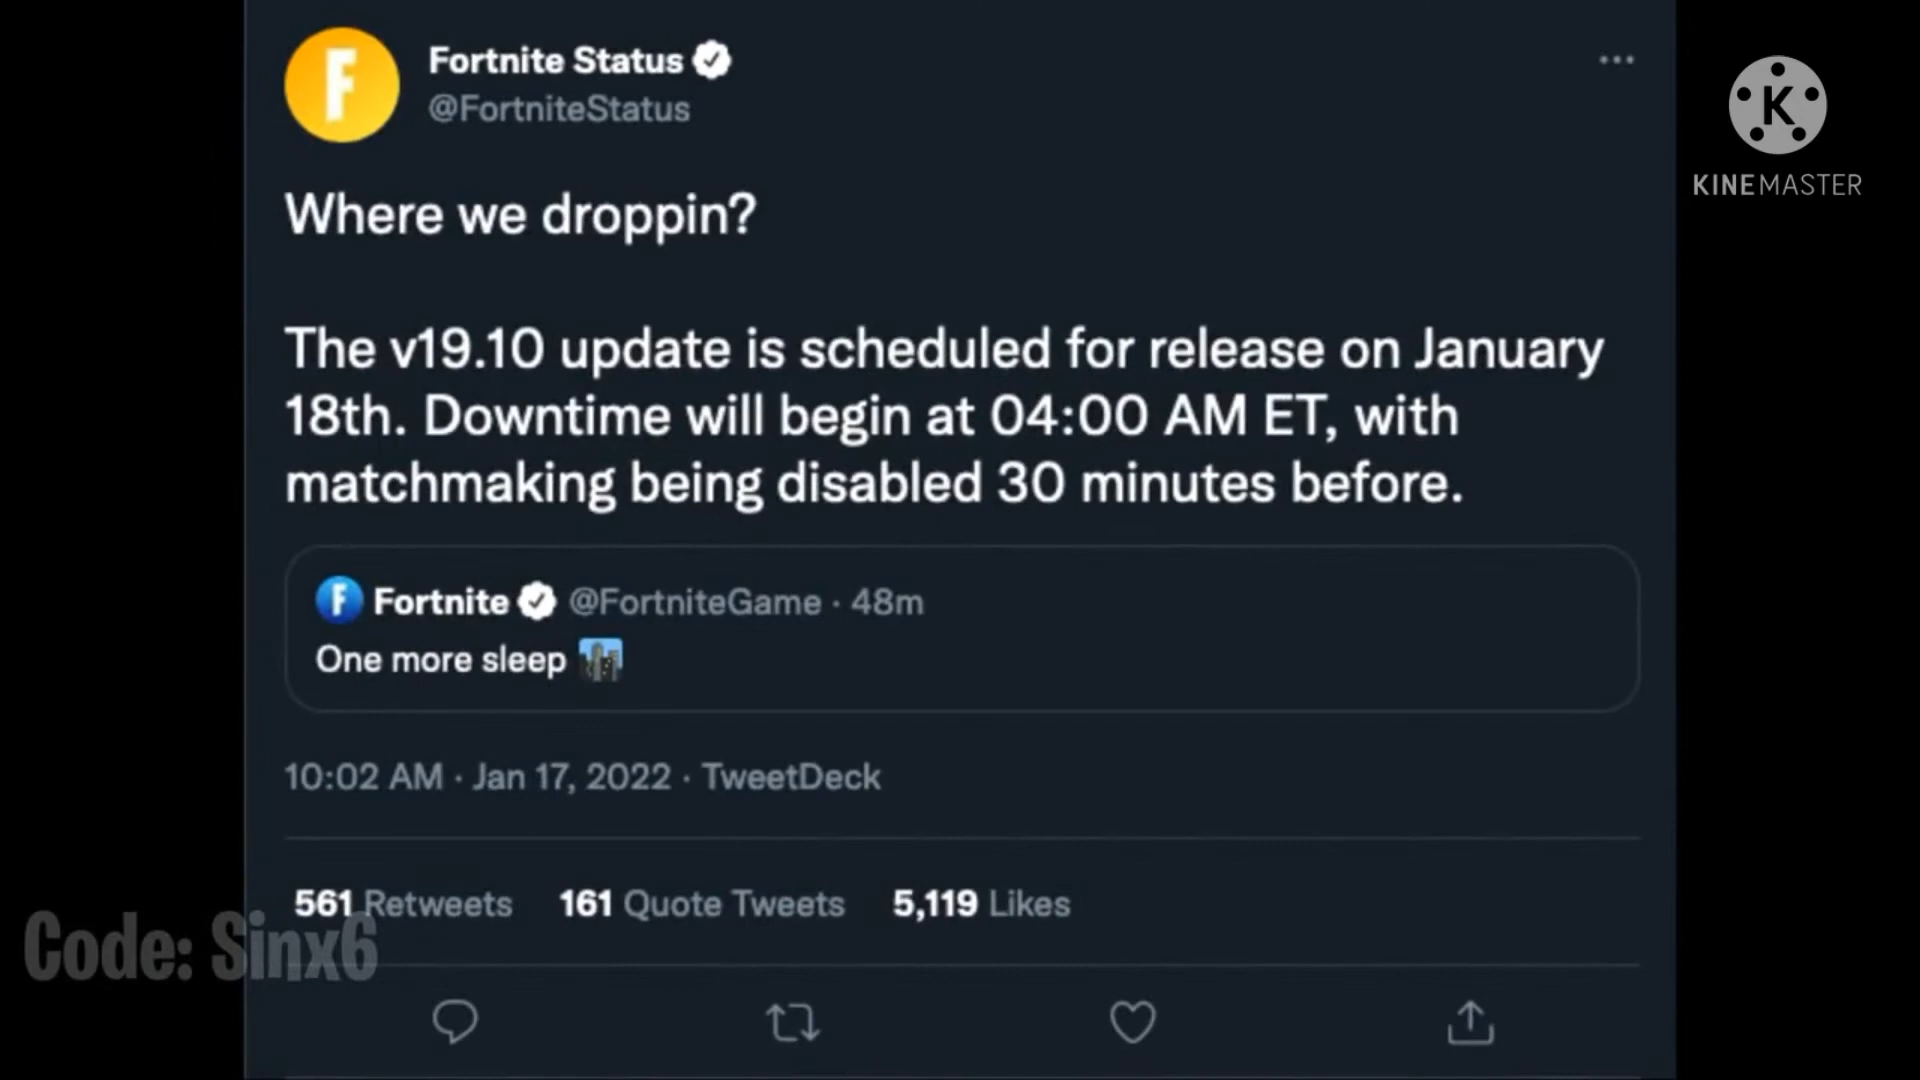 Fortnite Status
@FortniteStatus
K
KINEMASTER
Where we droppin?
The v19.10 update is scheduled for release on January
18th. Downtime will begin at 04:00 AM ET, with
matchmaking being disabled 30 minutes before.
Fortnite @FortniteGame · 48m
One more sleep 🏙️
10:02 AM · Jan 17, 2022 · TweetDeck
561 Retweets 161 Quote Tweets 5,119 Likes
Code: Sinx6